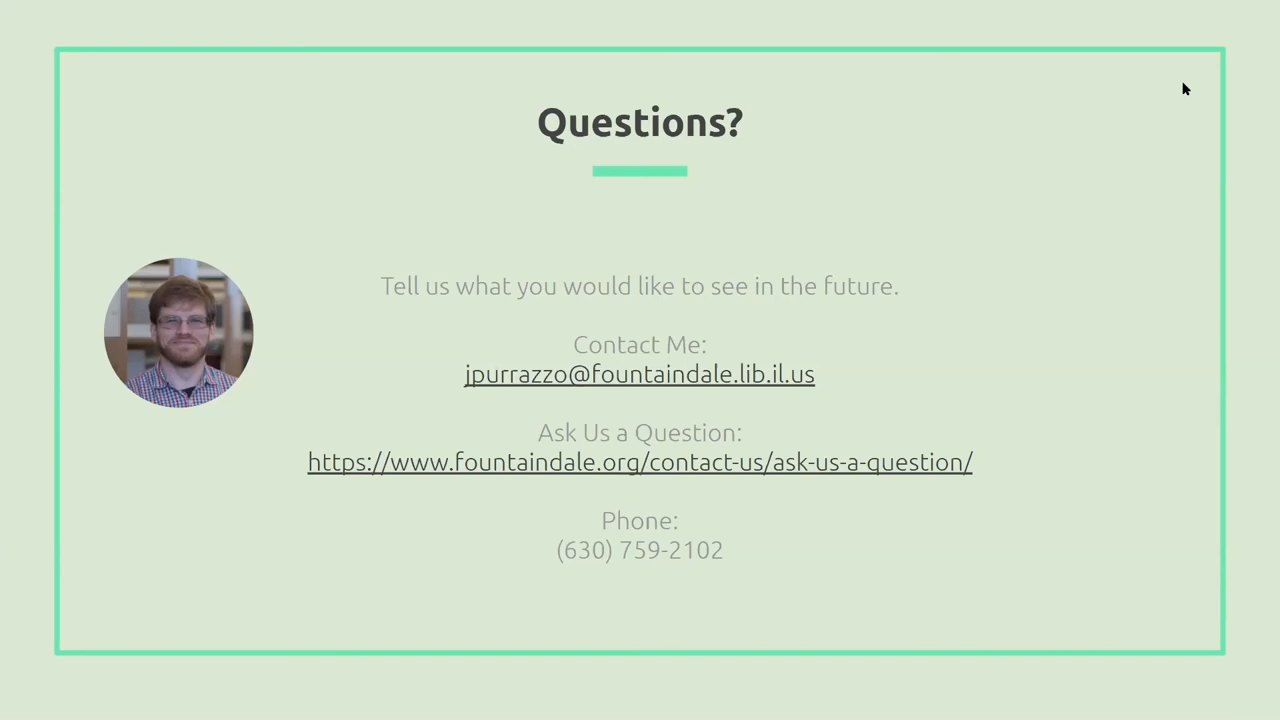 Questions?
Tell us what you would like to see in the future.
Contact Me:
jpurrazzo@fountaindale.lib.il.us
Ask Us a Question:
https://www.fountaindale.org/contact-us/ask-us-a-question/
Phone:
(630) 759-2102